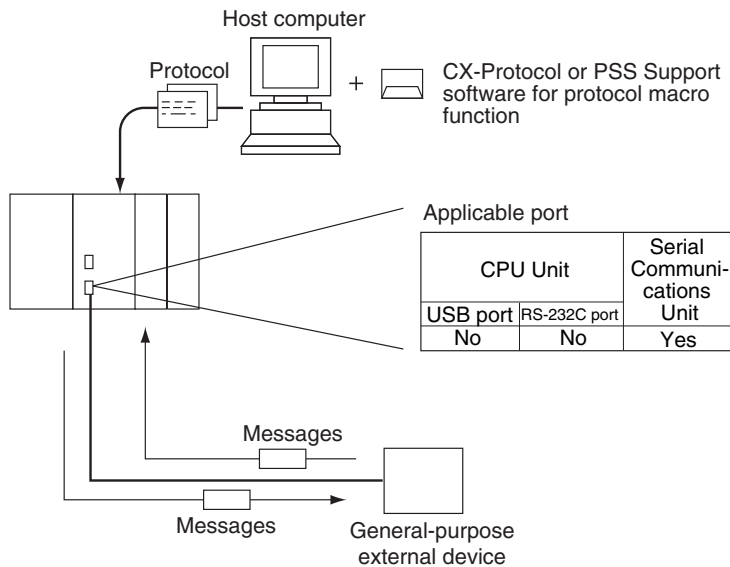 Host computer
Protocol
+
CX-Protocol or PSS Support
software for protocol macro
function
Applicable port
CPU Unit
Serial
Communi-
cations
Unit
USB port
RS-232C port
No
No
Yes
Messages
Messages
General-purpose
external device